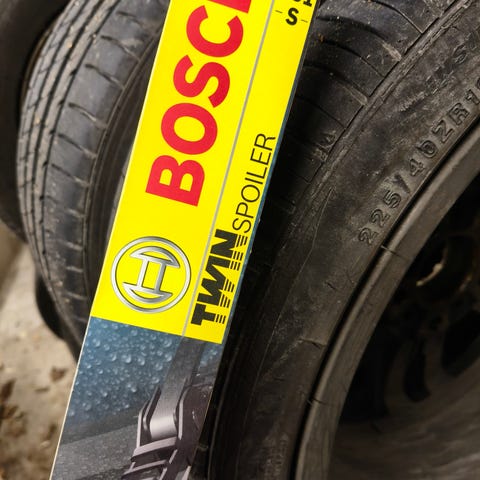 BOSCH
TWIN SPOILER
225/40ZR18